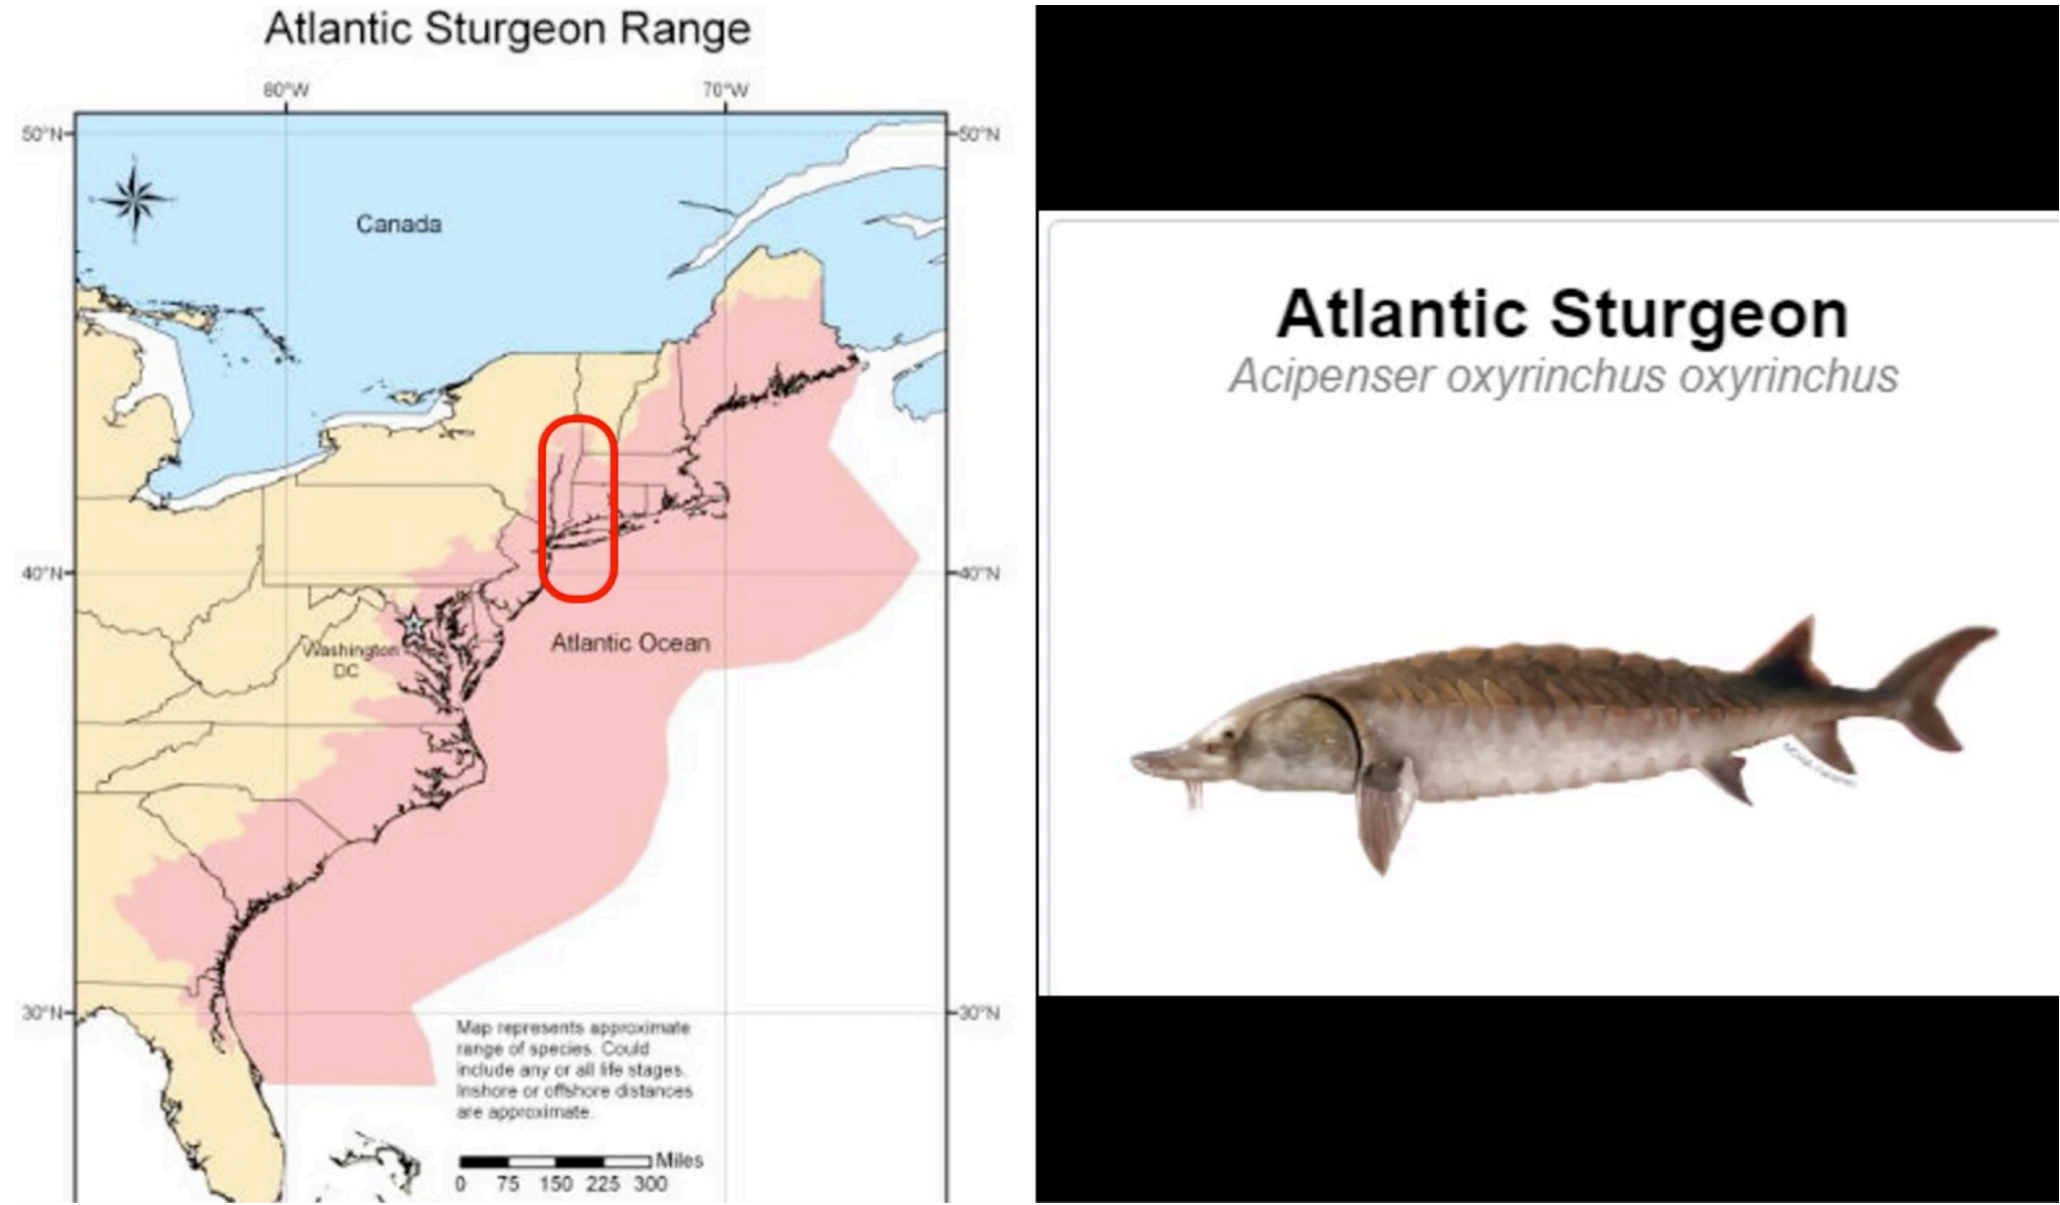 Atlantic Sturgeon Range
80°W
70°W
50°N
50°N
Canada
40°N
40°N
Washington
DC
Atlantic Ocean
30°N
30°N
Map represents approximate
range of species. Could
include any or all life stages.
Inshore or offshore distances
are approximate.
Miles
0 75 150 225 300
Atlantic Sturgeon
Acipenser oxyrinchus oxyrinchus